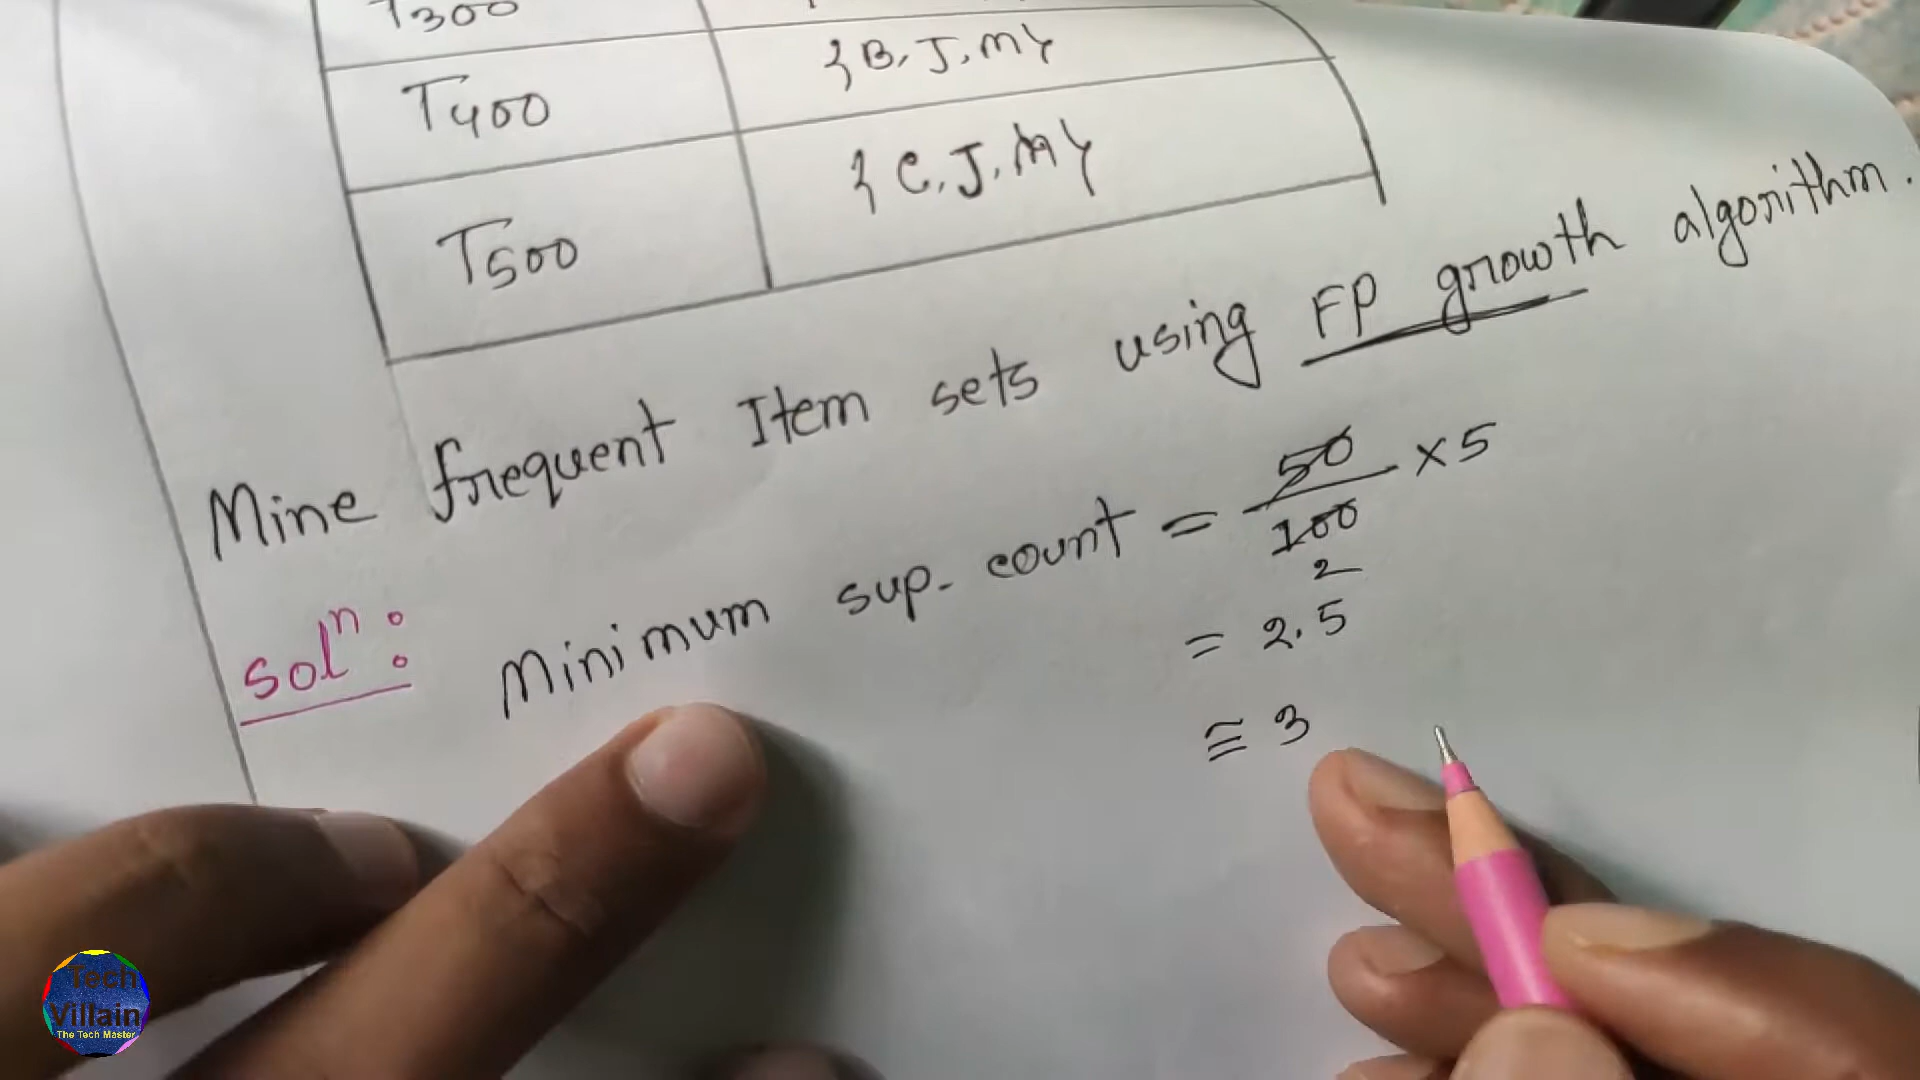 T300
T400 {B, J, M}
T500 {C, J, M}
Mine frequent Item sets using FP growth algorithm.
Solⁿ: Minimum sup. count = 50/100 × 5
2
= 2.5
≅ 3
Tech
Villain
The Tech Master